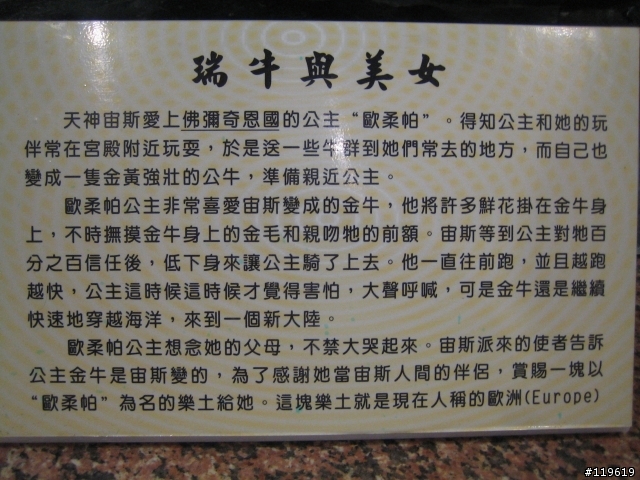 瑞牛與美女
天神宙斯愛上佛彌奇恩國的公主“歐柔帕”。得知公主和她的玩
伴常在宮殿附近玩耍，於是送一些牛群到她們常去的地方，而自己也
變成一隻金黃強壯的公牛，準備親近公主。
歐柔帕公主非常喜愛宙斯變成的金牛，他將許多鮮花掛在金牛身
上，不時撫摸金牛身上的金毛和親吻牠的前額。宙斯等到公主對牠百
分之百信任後，低下身來讓公主騎了上去。他一直往前跑，並且越跑
越快，公主這時候這時候才覺得害怕，大聲呼喊，可是金牛還是繼續
快速地穿越海洋，來到一個新大陸。
歐柔帕公主想念她的父母，不禁大哭起來。宙斯派來的使者告訴
公主金牛是宙斯變的，為了感謝她當宙斯人間的伴侶，賞賜一塊以
“歐柔帕”為名的樂土給她。這塊樂土就是現在人稱的歐洲(Europe)
#119619